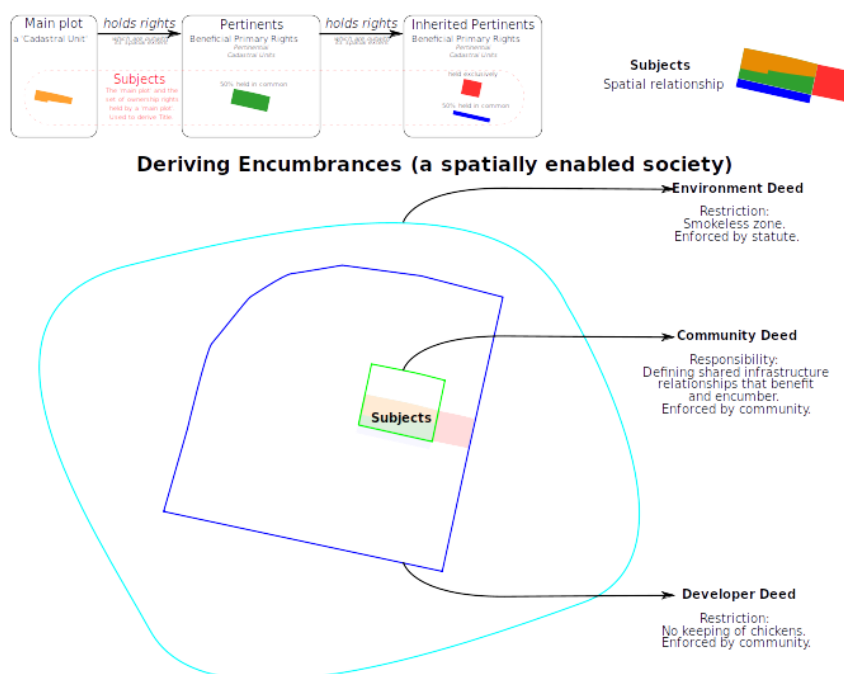 Main plot
a 'Cadastral Unit'
holds rights
Pertinents
Beneficial Primary Rights
Pertinentus
Cadastral Units
holds rights
Inherited Pertinents
Beneficial Primary Rights
Pertinentus
Cadastral Units
Subjects
The main plot and the
set of ownership rights
held by a main plot.
Used to derive Title.
50% held in common
held exclusively
50% held in common
Subjects
Spatial relationship
Deriving Encumbrances (a spatially enabled society)
Environment Deed
Restriction:
Smokeless zone.
Enforced by statute.
Community Deed
Responsibility:
Defining shared infrastructure
relationships that benefit
and encumber.
Enforced by community.
Subjects
Developer Deed
Restriction:
No keeping of chickens.
Enforced by community.